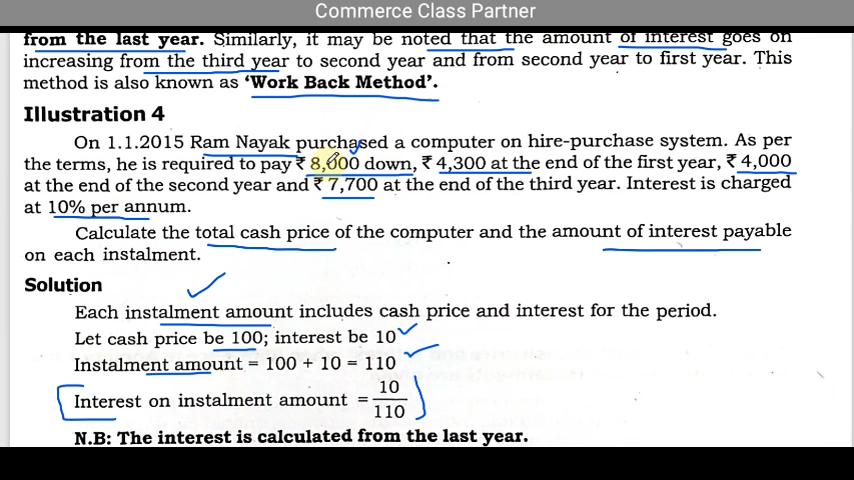 Commerce Class Partner
from the last year. Similarly, it may be noted that the amount of interest goes on
increasing from the third year to second year and from second year to first year. This
method is also known as ‘Work Back Method’.
Illustration 4
On 1.1.2015 Ram Nayak purchased a computer on hire-purchase system. As per
the terms, he is required to pay ₹ 8,000 down, ₹ 4,300 at the end of the first year, ₹ 4,000
at the end of the second year and ₹ 7,700 at the end of the third year. Interest is charged
at 10% per annum.
Calculate the total cash price of the computer and the amount of interest payable
on each instalment.
Solution
Each instalment amount includes cash price and interest for the period.
Let cash price be 100; interest be 10
Instalment amount = 100 + 10 = 110
Interest on instalment amount = 10/110
N.B: The interest is calculated from the last year.